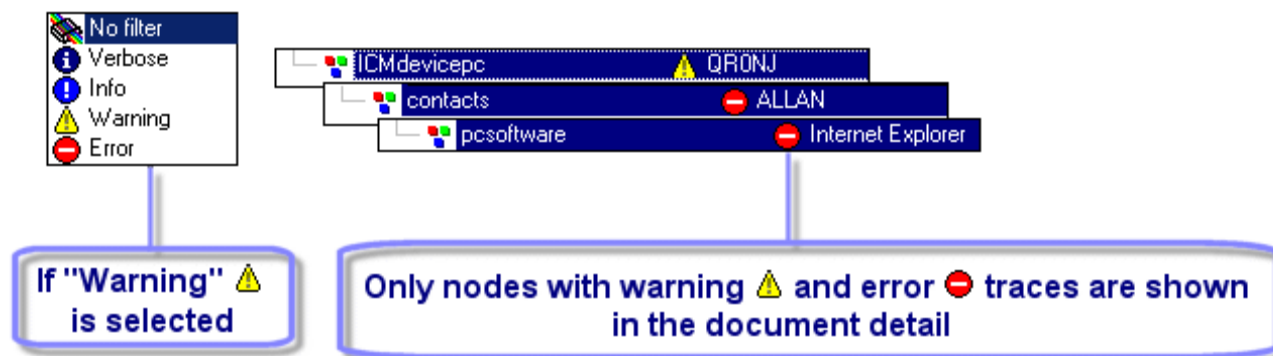 No filter
Verbose
Info
Warning
Error
ICMdevicepc QR0NJ
contacts ALLAN
pcsoftware Internet Explorer
If "Warning"
is selected
Only nodes with warning and error traces are shown
in the document detail